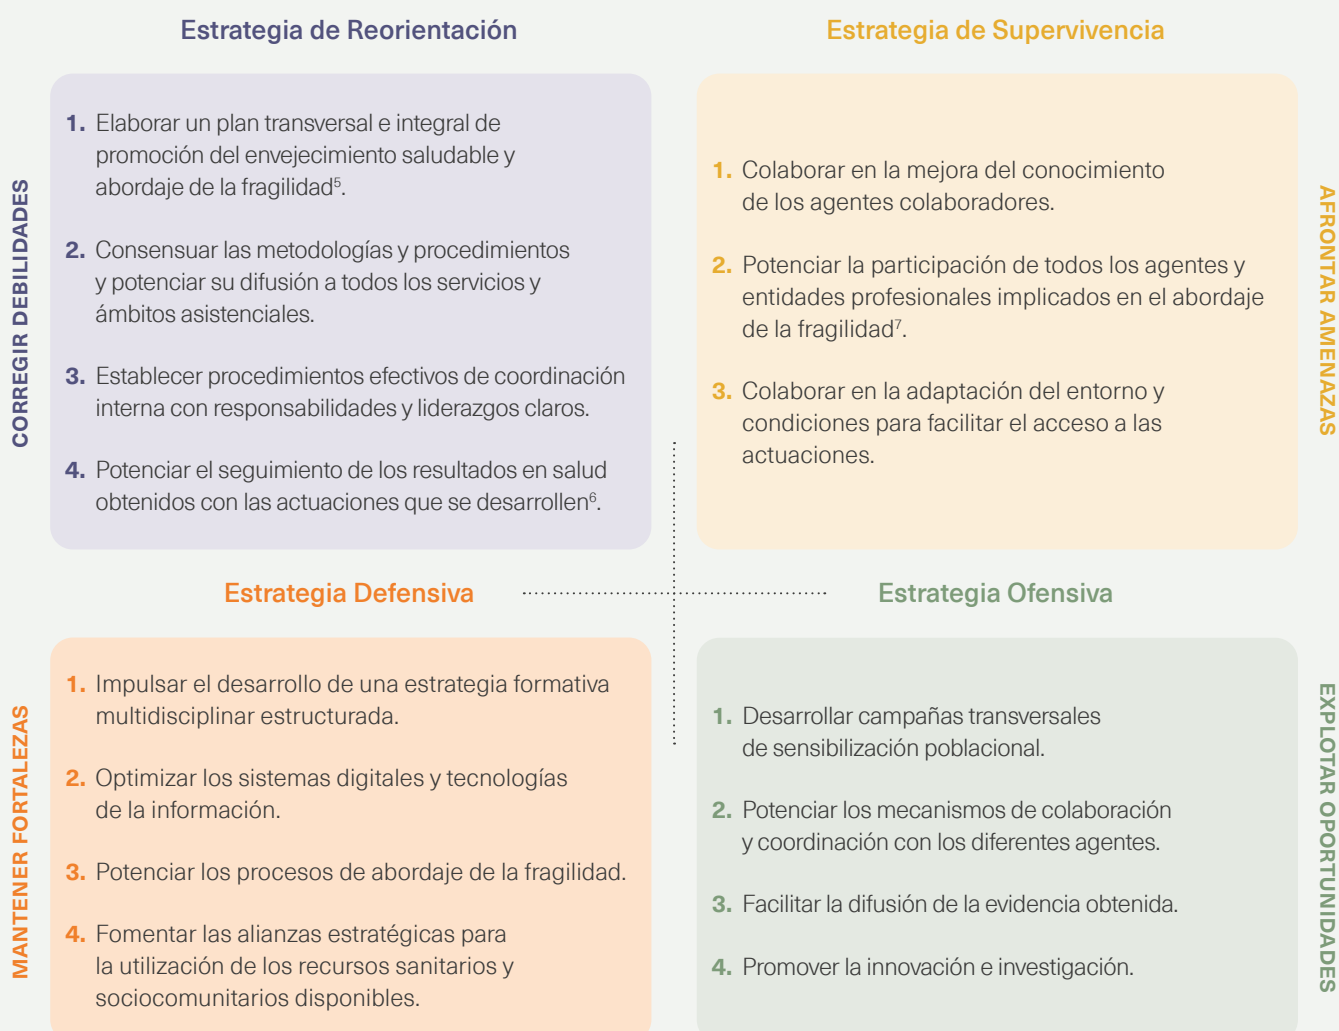 Estrategia de Reorientación
CORREGIR DEBILIDADES
1. Elaborar un plan transversal e integral de
promoción del envejecimiento saludable y
abordaje de la fragilidad⁵.
2. Consensuar las metodologías y procedimientos
y potenciar su difusión a todos los servicios y
ámbitos asistenciales.
3. Establecer procedimientos efectivos de coordinación
interna con responsabilidades y liderazgos claros.
4. Potenciar el seguimiento de los resultados en salud
obtenidos con las actuaciones que se desarrollen⁶.
Estrategia de Supervivencia
1. Colaborar en la mejora del conocimiento
de los agentes colaboradores.
2. Potenciar la participación de todos los agentes y
entidades profesionales implicados en el abordaje
de la fragilidad⁷.
3. Colaborar en la adaptación del entorno y
condiciones para facilitar el acceso a las
actuaciones.
AFRONTAR AMENAZAS
Estrategia Defensiva
MANTENER FORTALEZAS
1. Impulsar el desarrollo de una estrategia formativa
multidisciplinar estructurada.
2. Optimizar los sistemas digitales y tecnologías
de la información.
3. Potenciar los procesos de abordaje de la fragilidad.
4. Fomentar las alianzas estratégicas para
la utilización de los recursos sanitarios y
sociocomunitarios disponibles.
Estrategia Ofensiva
1. Desarrollar campañas transversales
de sensibilización poblacional.
2. Potenciar los mecanismos de colaboración
y coordinación con los diferentes agentes.
3. Facilitar la difusión de la evidencia obtenida.
4. Promover la innovación e investigación.
EXPLOTAR OPORTUNIDADES